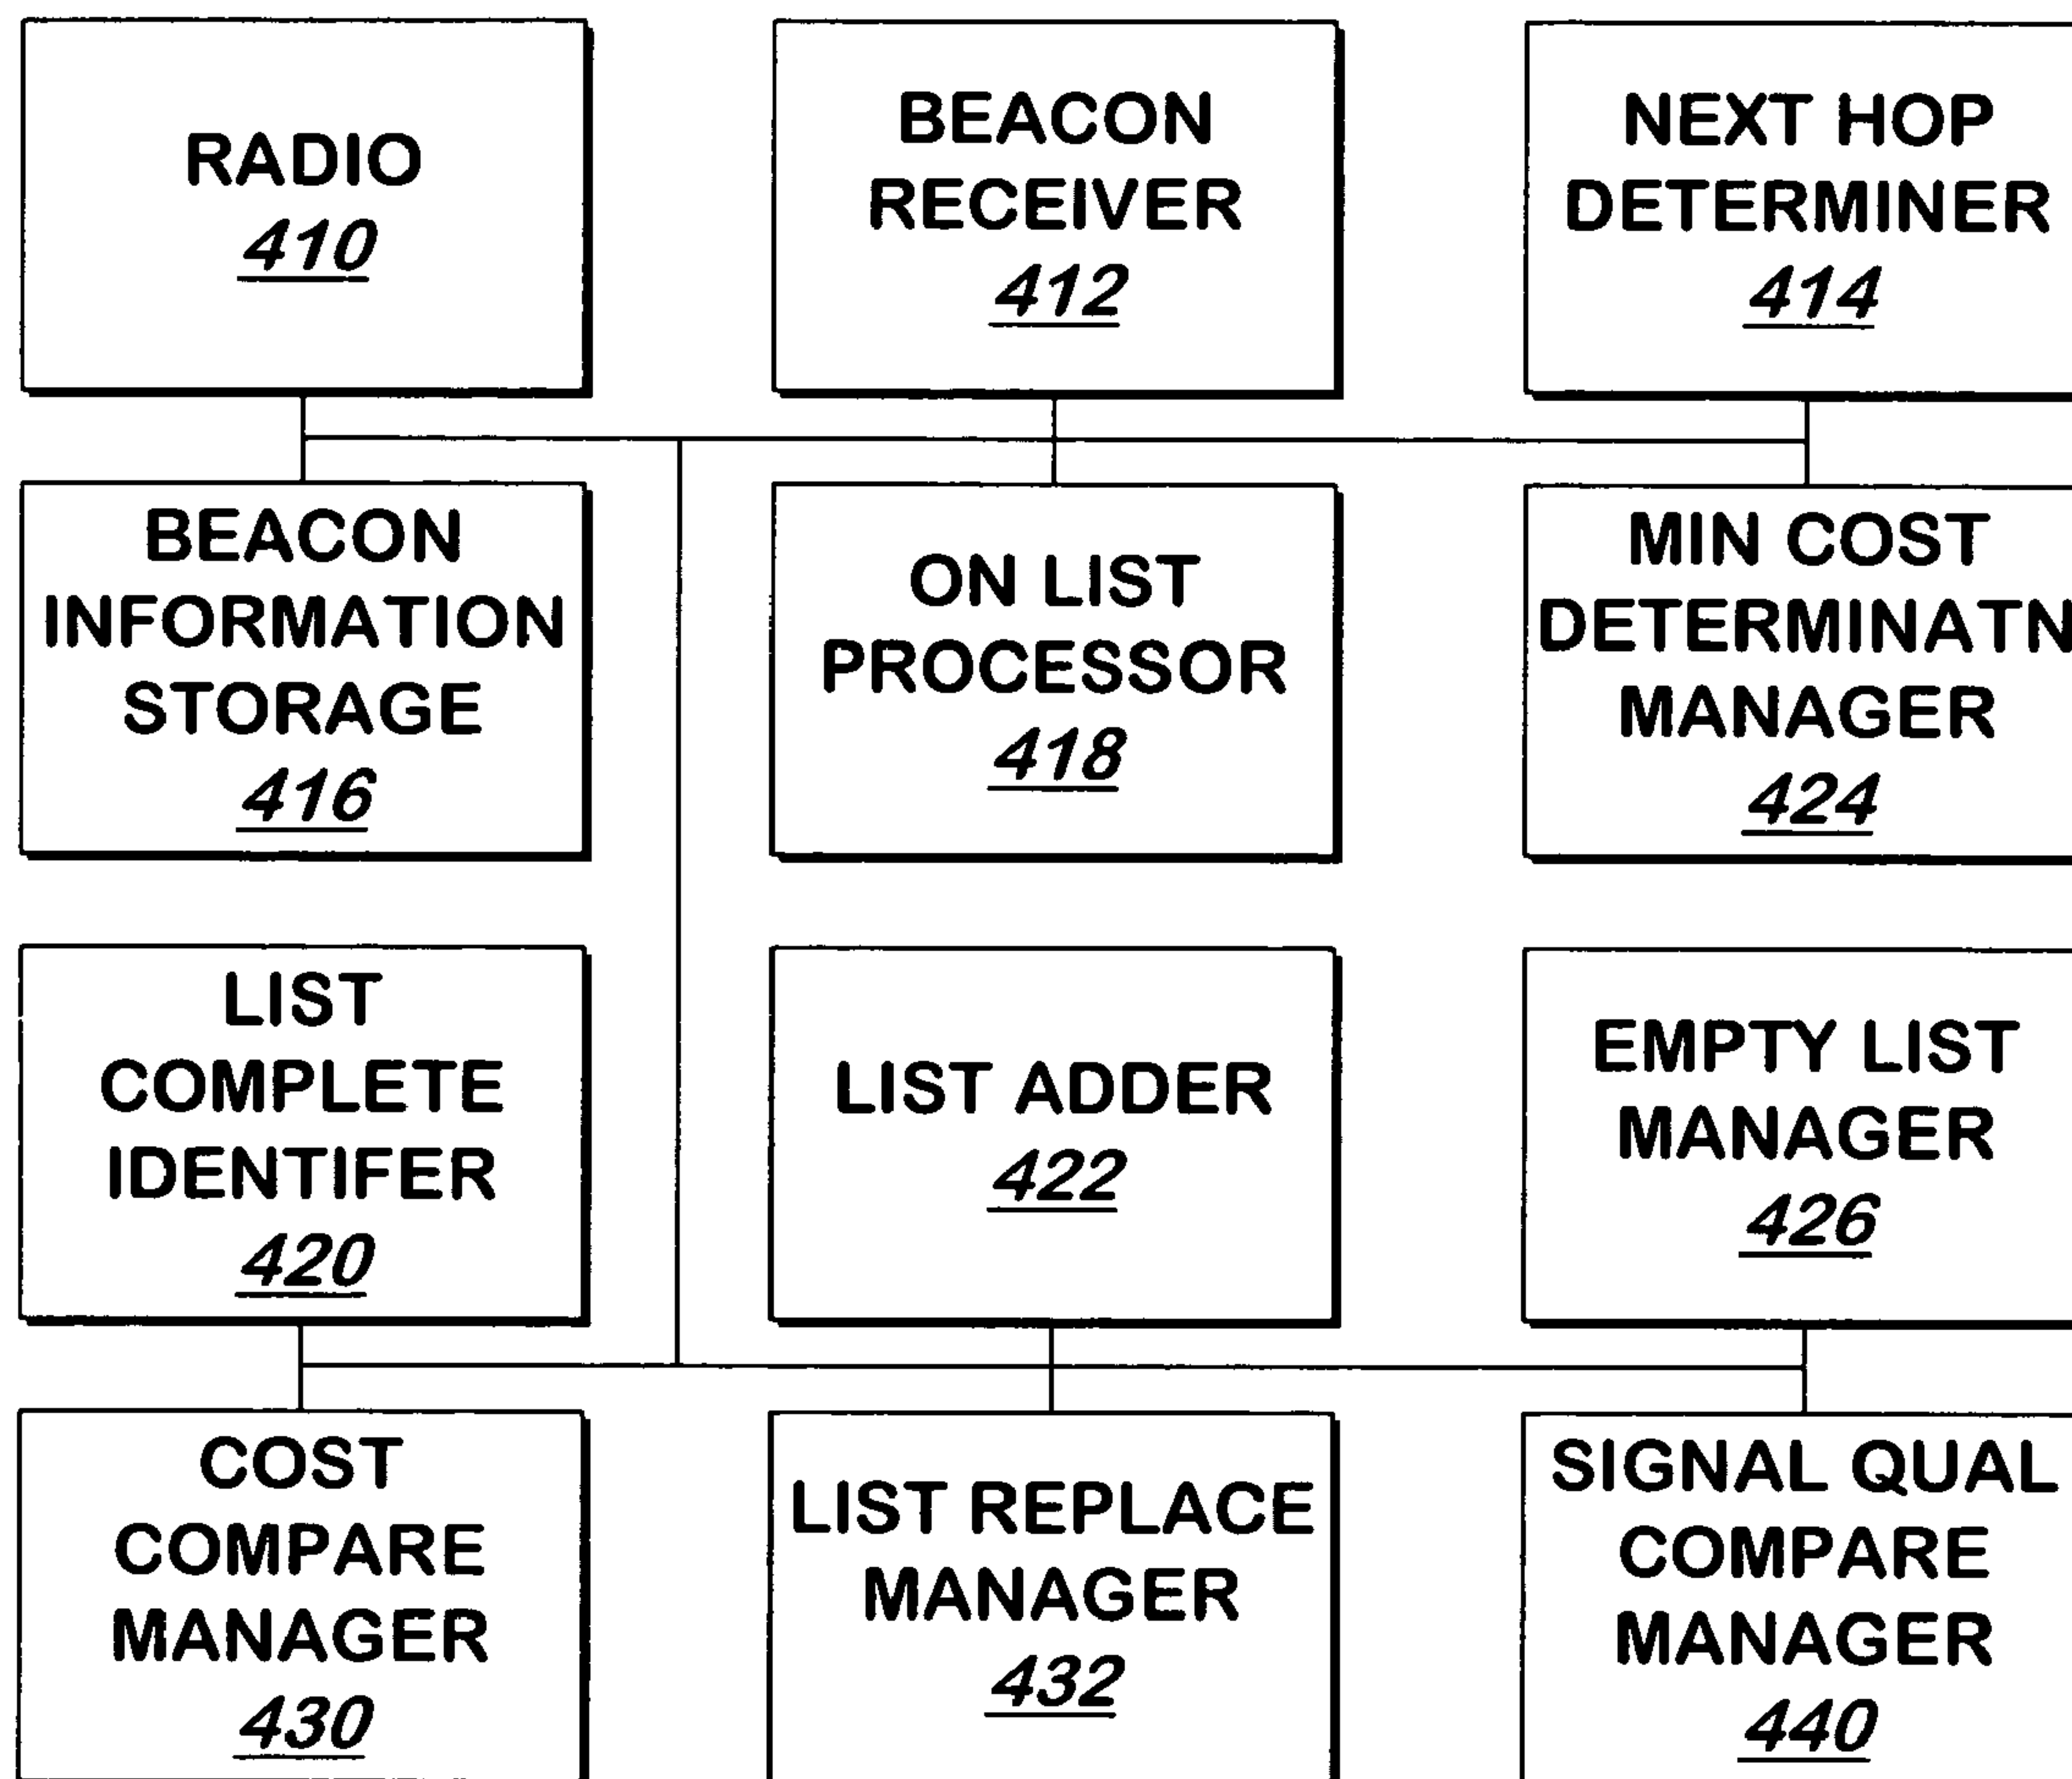 RADIO
410
BEACON
RECEIVER
412
NEXT HOP
DETERMINER
414
BEACON
INFORMATION
STORAGE
416
ON LIST
PROCESSOR
418
MIN COST
DETERMINATN
MANAGER
424
LIST
COMPLETE
IDENTIFER
420
LIST ADDER
422
EMPTY LIST
MANAGER
426
COST
COMPARE
MANAGER
430
LIST REPLACE
MANAGER
432
SIGNAL QUAL
COMPARE
MANAGER
440